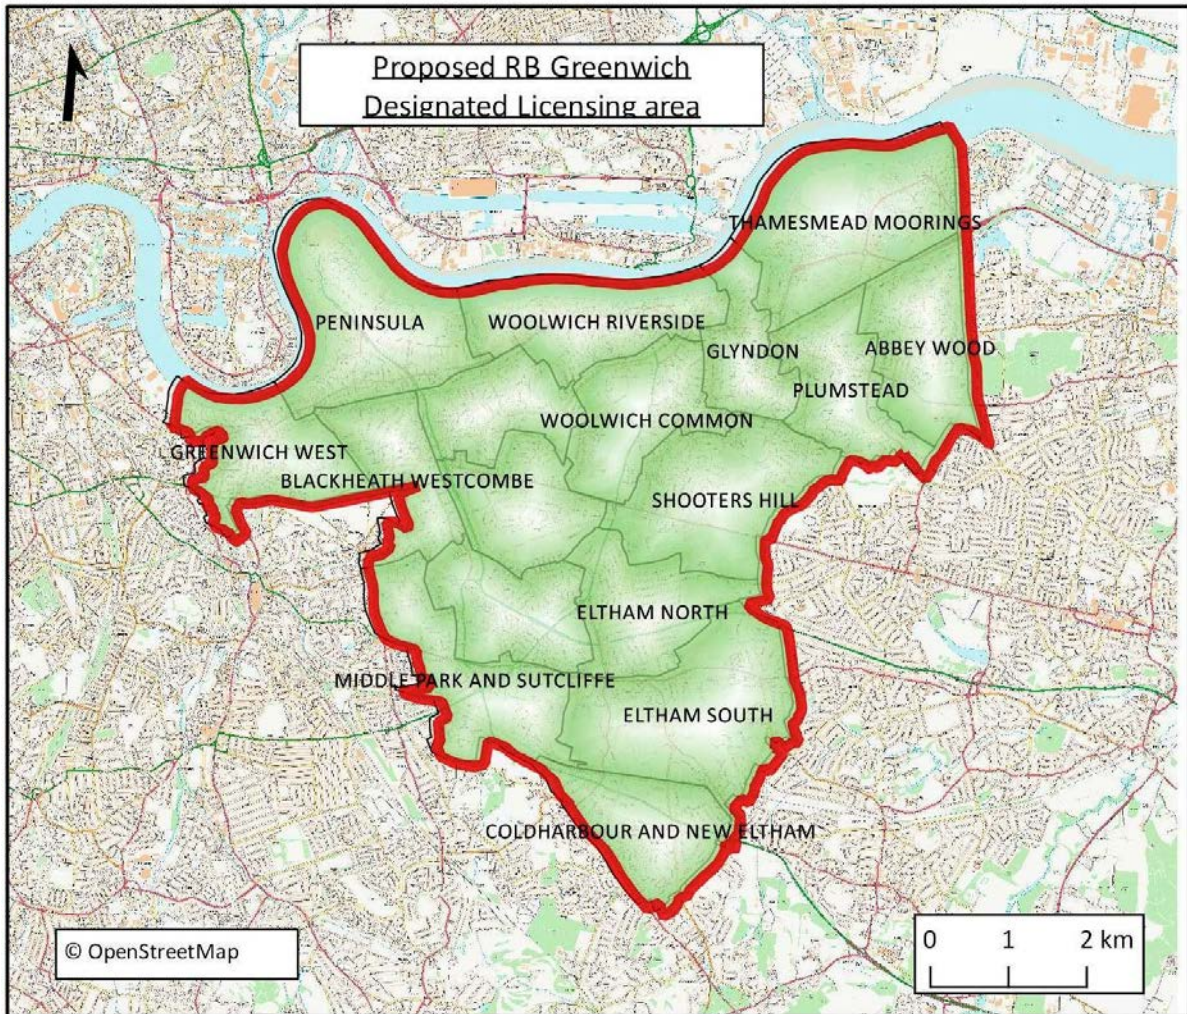 Proposed RB Greenwich
Designated Licensing area
THAMESMEAD MOORINGS
PENINSULA
WOOLWICH RIVERSIDE
GLYNDON
ABBEY WOOD
PLUMSTEAD
WOOLWICH COMMON
GREENWICH WEST
BLACKHEATH WESTCOMBE
SHOOTERS HILL
ELTHAM NORTH
MIDDLE PARK AND SUTCLIFFE
ELTHAM SOUTH
COLDHARBOUR AND NEW ELTHAM
© OpenStreetMap
0 1 2 km